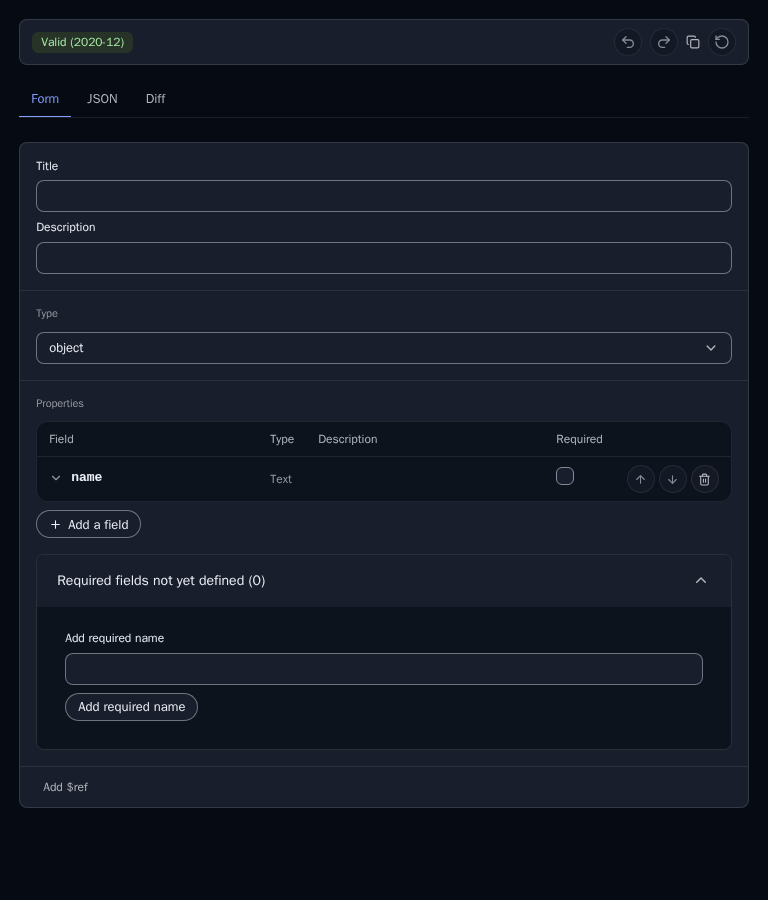 Valid (2020-12)
Form JSON Diff
Title
Description
Type
object
Properties
Field Type Description Required
name Text
Add a field
Required fields not yet defined (0)
Add required name
Add required name
Add $ref